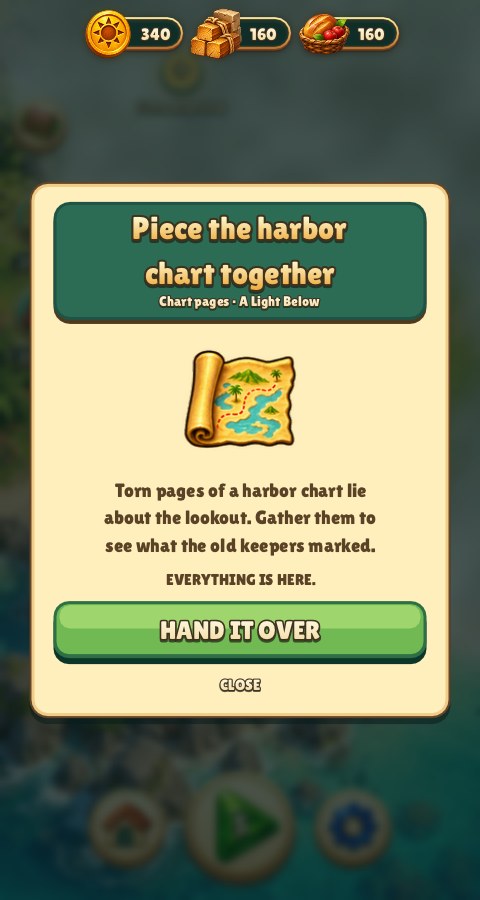 340
160
160
Piece the harbor
chart together
Chart pages · A Light Below
Torn pages of a harbor chart lie
about the lookout. Gather them to
see what the old keepers marked.
EVERYTHING IS HERE.
HAND IT OVER
CLOSE